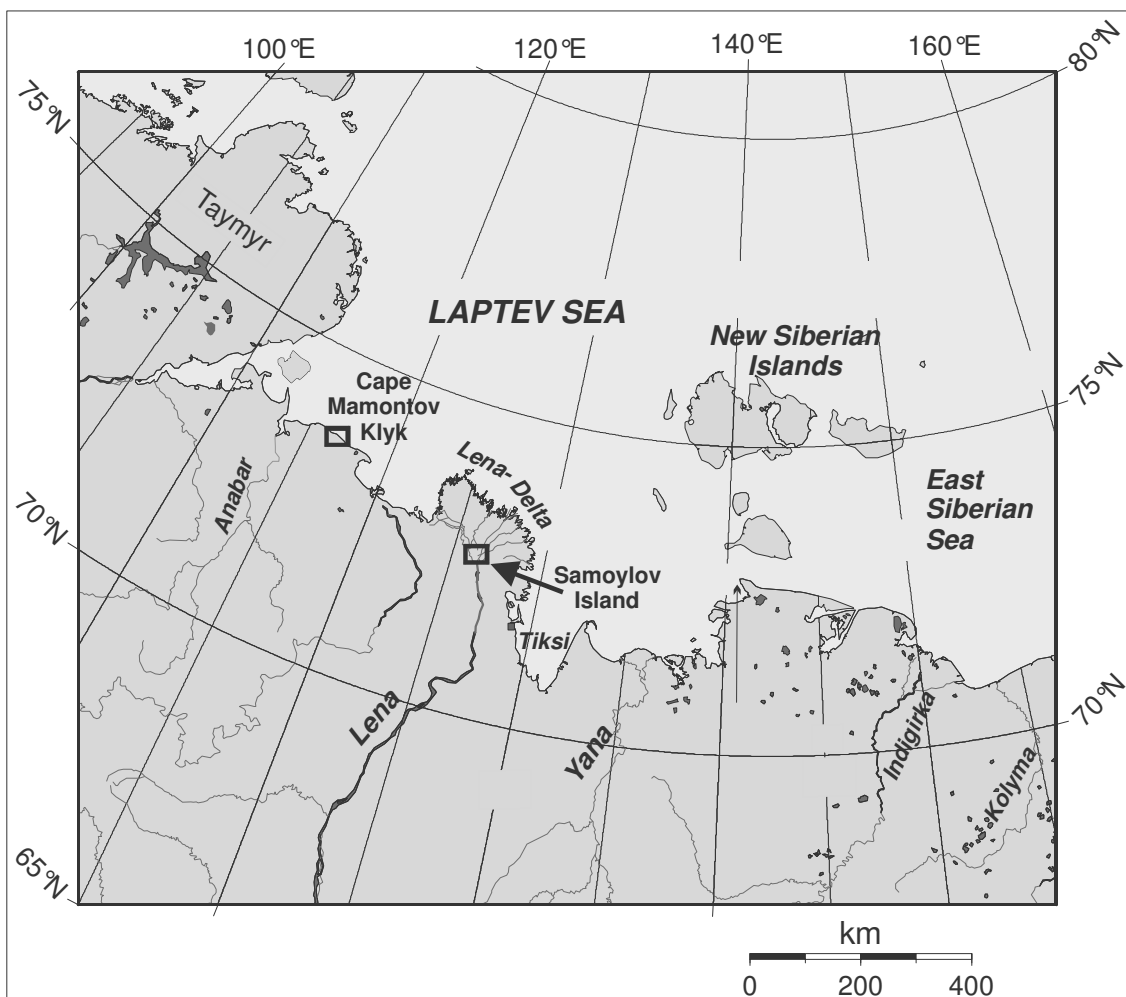 100°E
120°E
140°E
160°E
80°N
75°N
Taymyr
LAPTEV SEA
New Siberian
Islands
75°N
Cape
Mamontov
Klyk
Lena- Delta
Anabar
East
Siberian
Sea
70°N
Samoylov
Island
Tiksi
Lena
Yana
Indigirka
Kolyma
70°N
65°N
km
0 200 400